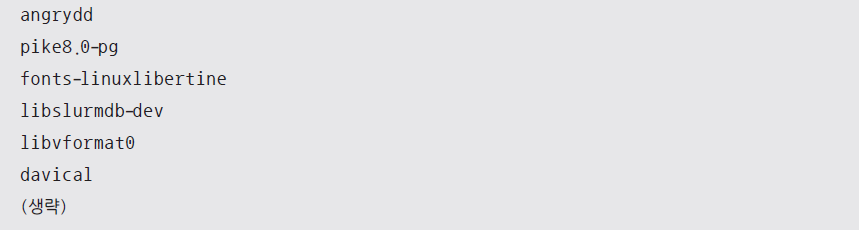 angrydd
pike8.0-pg
fonts-linuxlibertine
libslurmdb-dev
libvformat0
davical
(생략)